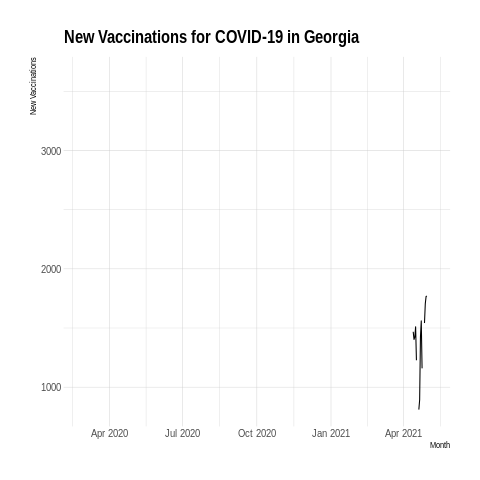 New Vaccinations for COVID-19 in Georgia
New Vaccinations
3000
2000
1000
Apr 2020 Jul 2020 Oct 2020 Jan 2021 Apr 2021
Month